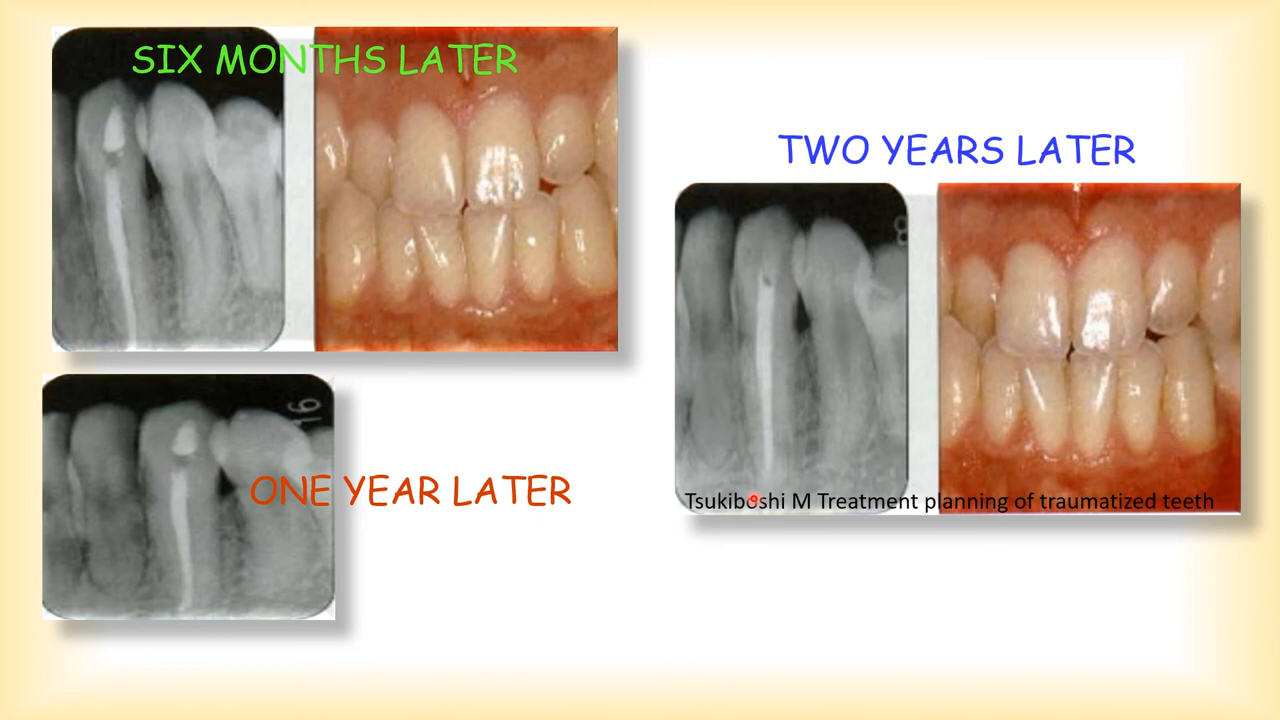 SIX MONTHS LATER
TWO YEARS LATER
ONE YEAR LATER
Tsukiboshi M Treatment planning of traumatized teeth